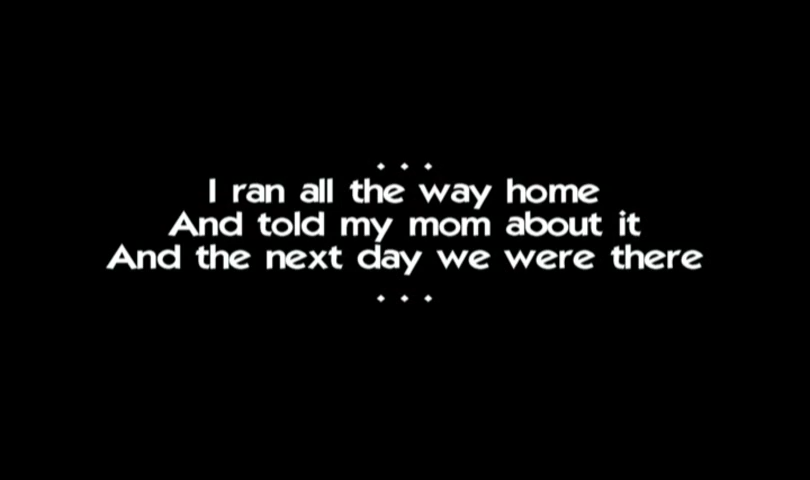 . . .
I ran all the way home
And told my mom about it
And the next day we were there
. . .